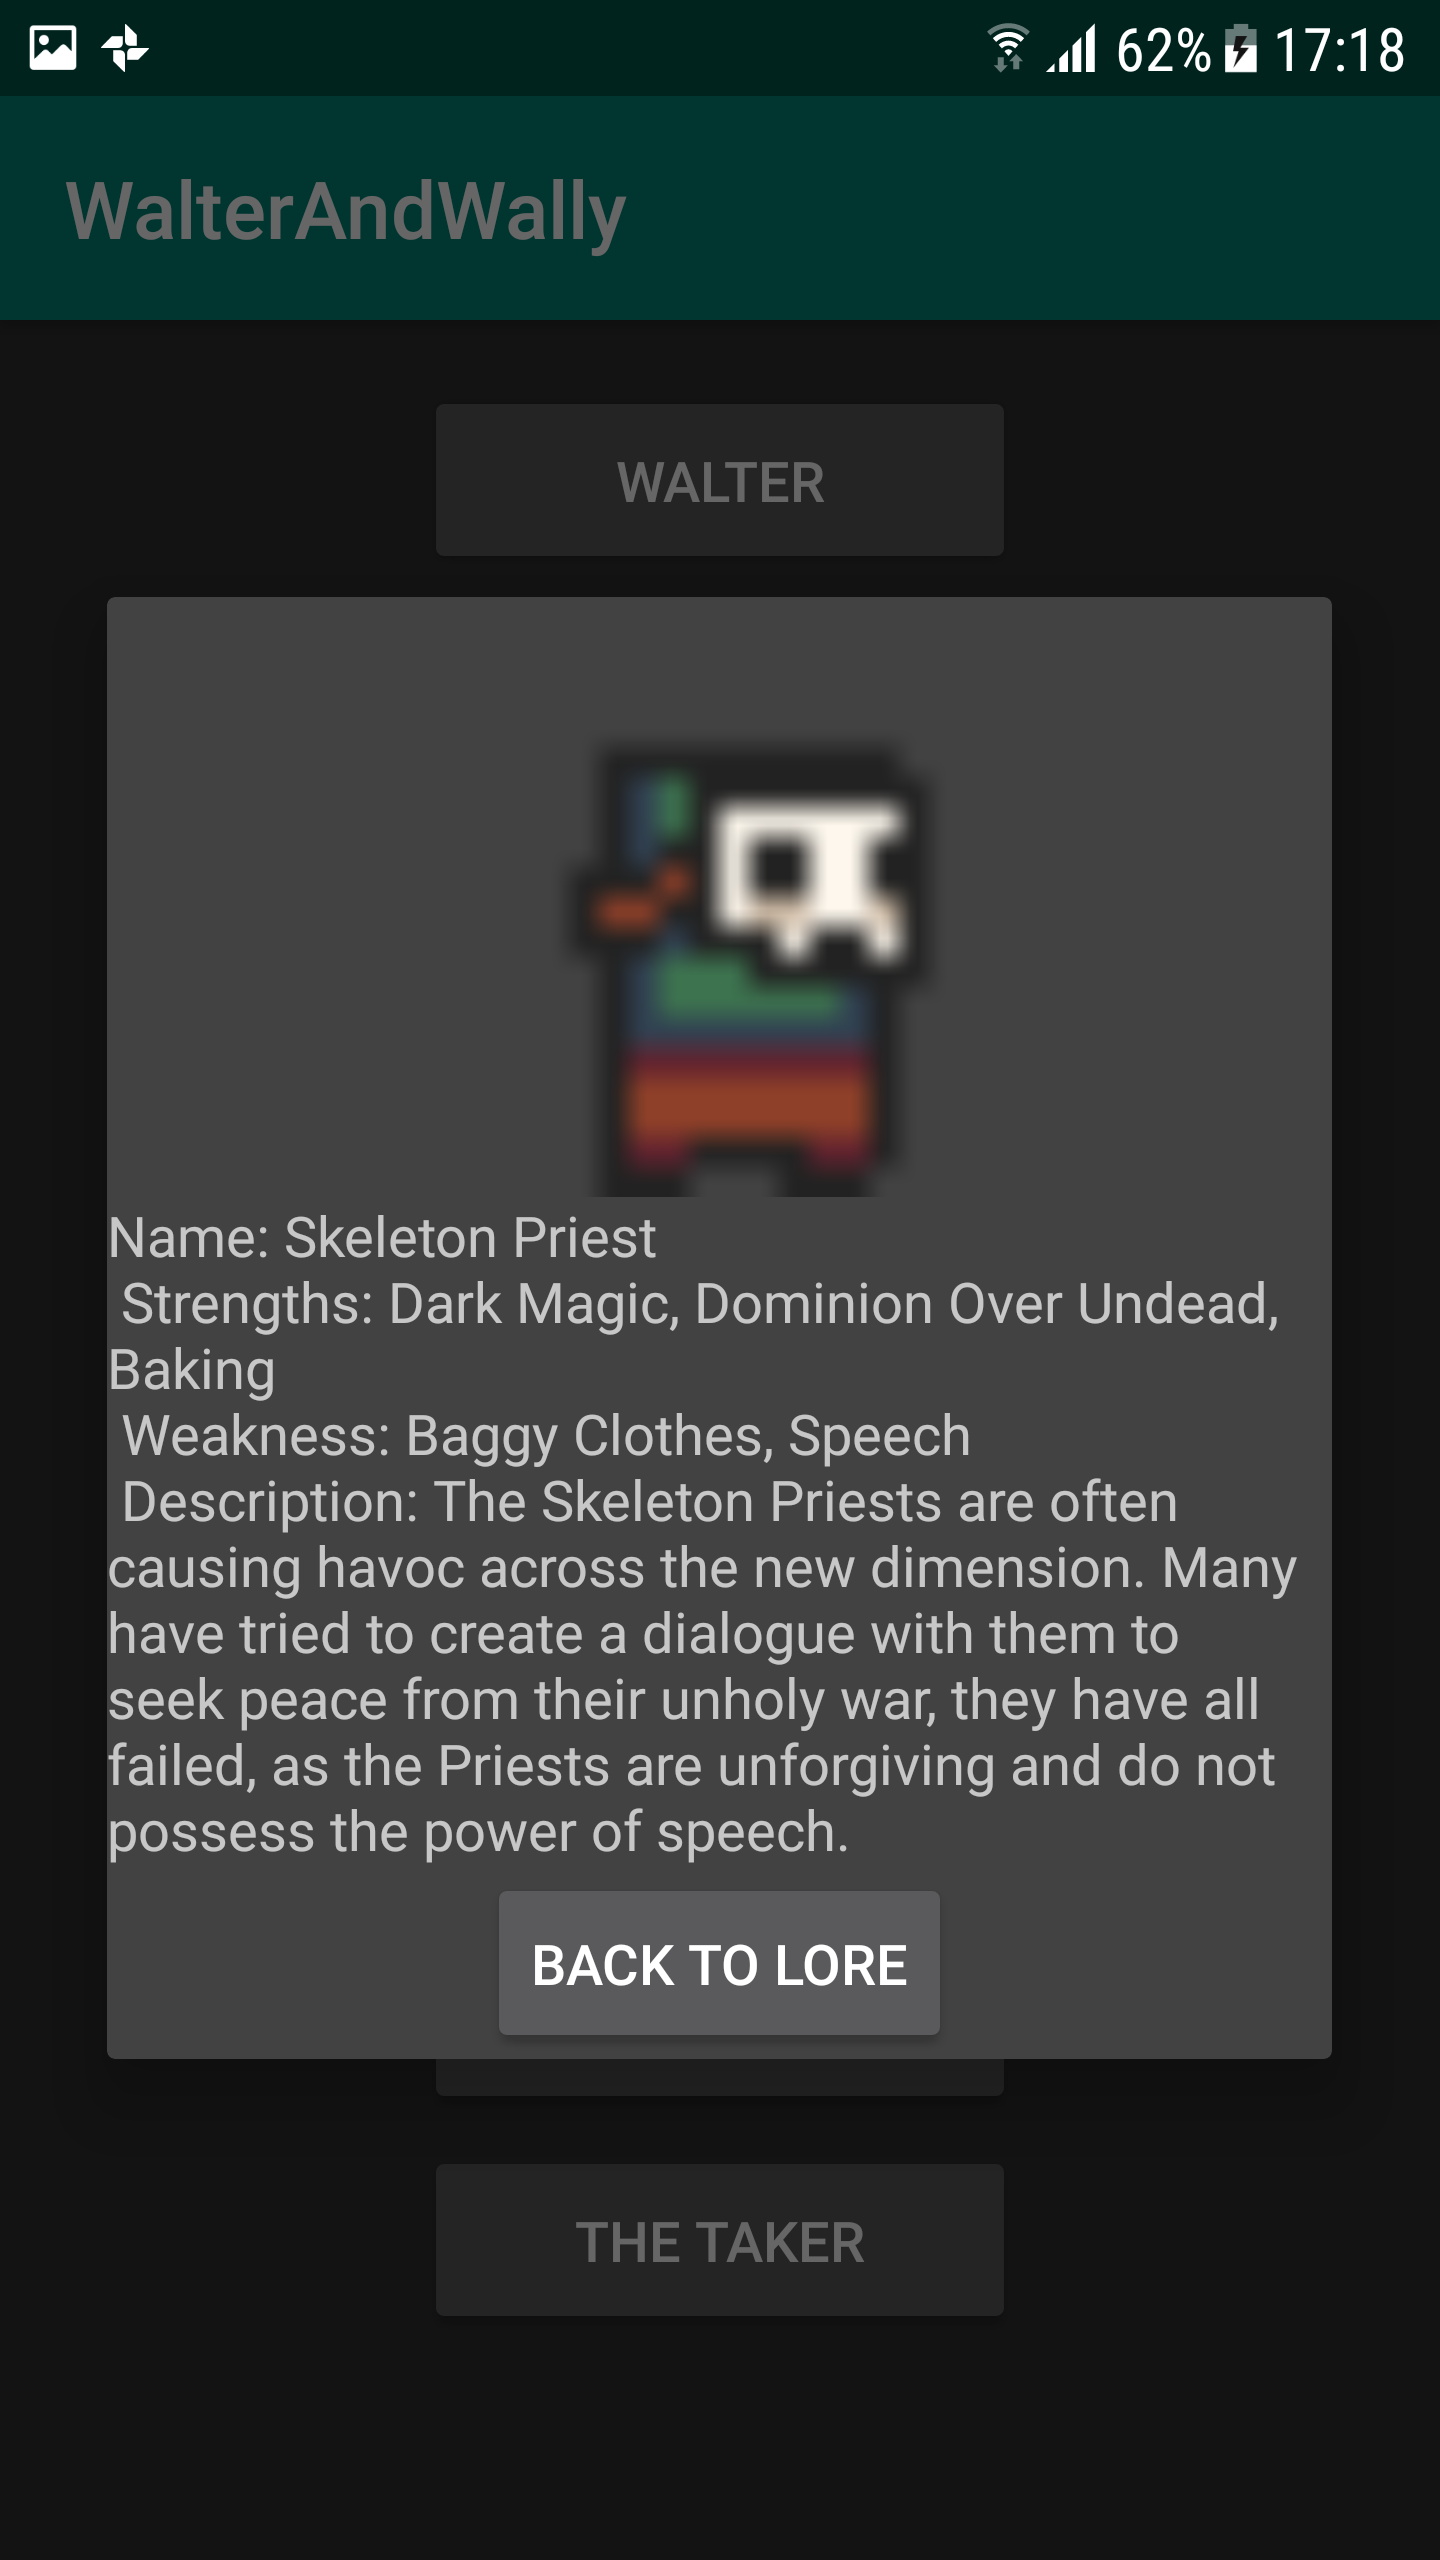 62% 17:18
WalterAndWally
WALTER
Name: Skeleton Priest
Strengths: Dark Magic, Dominion Over Undead,
Baking
Weakness: Baggy Clothes, Speech
Description: The Skeleton Priests are often
causing havoc across the new dimension. Many
have tried to create a dialogue with them to
seek peace from their unholy war, they have all
failed, as the Priests are unforgiving and do not
possess the power of speech.
BACK TO LORE
THE TAKER